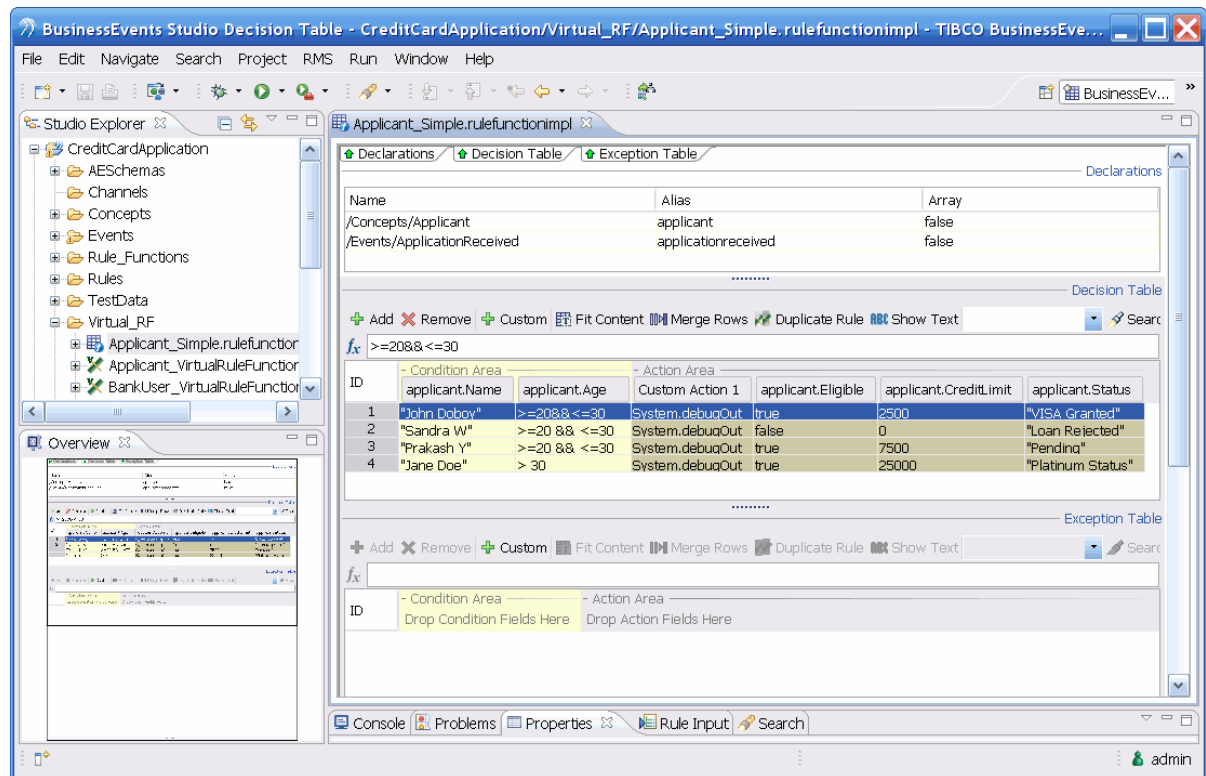 BusinessEvents Studio Decision Table - CreditCardApplication/Virtual_RF/Applicant_Simple.rulefunctionimpl - TIBCO BusinessEve...
File Edit Navigate Search Project RMS Run Window Help
BusinessEv... »
Studio Explorer
Applicant_Simple.rulefunctionimpl
CreditCardApplication
AESchemas
Channels
Concepts
Events
Rule_Functions
Rules
TestData
Virtual_RF
Applicant_Simple.rulefunction
Applicant_VirtualRuleFunction
BankUser_VirtualRuleFunction
Overview
Declarations Decision Table Exception Table
Declarations
Name Alias Array
/Concepts/Applicant applicant false
/Events/ApplicationReceived applicationreceived false
Decision Table
Add Remove Custom Fit Content Merge Rows Duplicate Rule ABC Show Text Searc
fx >=20&&<=30
ID - Condition Area - Action Area
applicant.Name applicant.Age Custom Action 1 applicant.Eligible applicant.CreditLimit applicant.Status
1 "John Doboy" >=20&&<=30 System.debugOut true 2500 "VISA Granted"
2 "Sandra W" >=20 && <=30 System.debugOut false 0 "Loan Rejected"
3 "Prakash Y" >=20 && <=30 System.debugOut true 7500 "Pending"
4 "Jane Doe" > 30 System.debugOut true 25000 "Platinum Status"
Exception Table
Add Remove Custom Fit Content Merge Rows Duplicate Rule ABC Show Text Searc
fx
ID - Condition Area - Action Area
Drop Condition Fields Here Drop Action Fields Here
Console Problems Properties Rule Input Search
admin